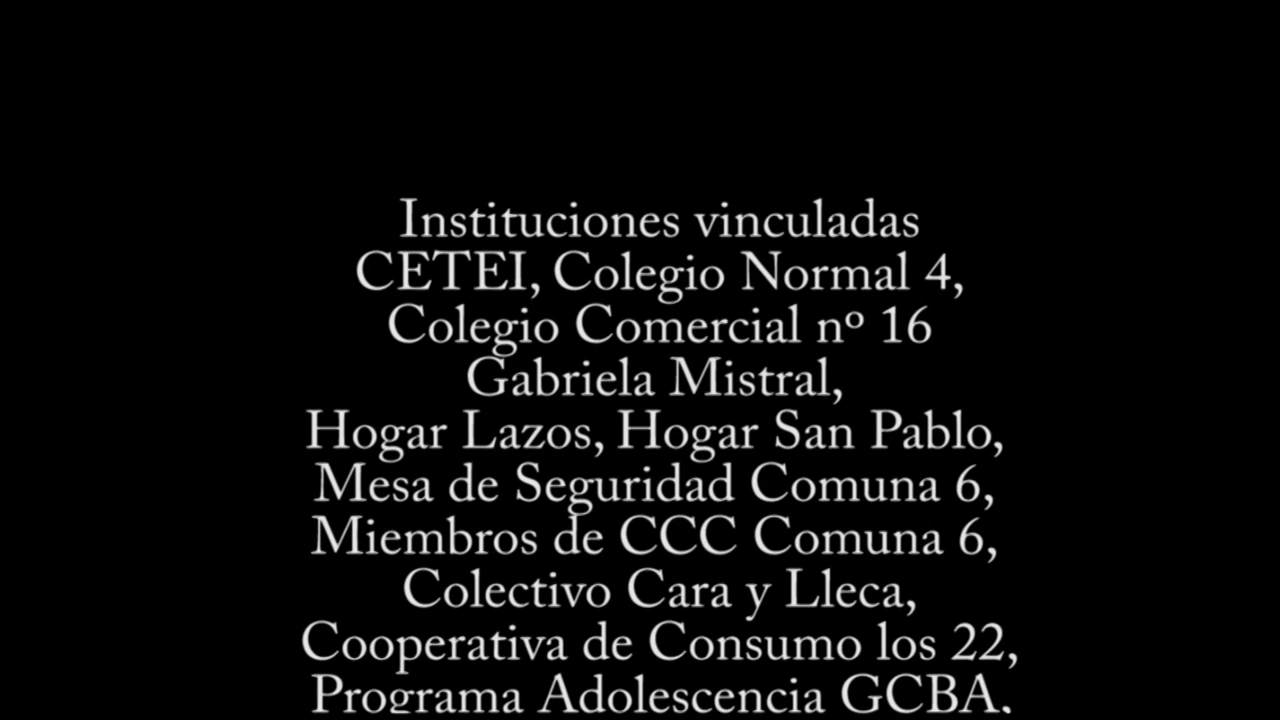 Instituciones vinculadas
CETEI, Colegio Normal 4,
Colegio Comercial nº 16
Gabriela Mistral,
Hogar Lazos, Hogar San Pablo,
Mesa de Seguridad Comuna 6,
Miembros de CCC Comuna 6,
Colectivo Cara y Lleca,
Cooperativa de Consumo los 22,
Programa Adolescencia GCBA,